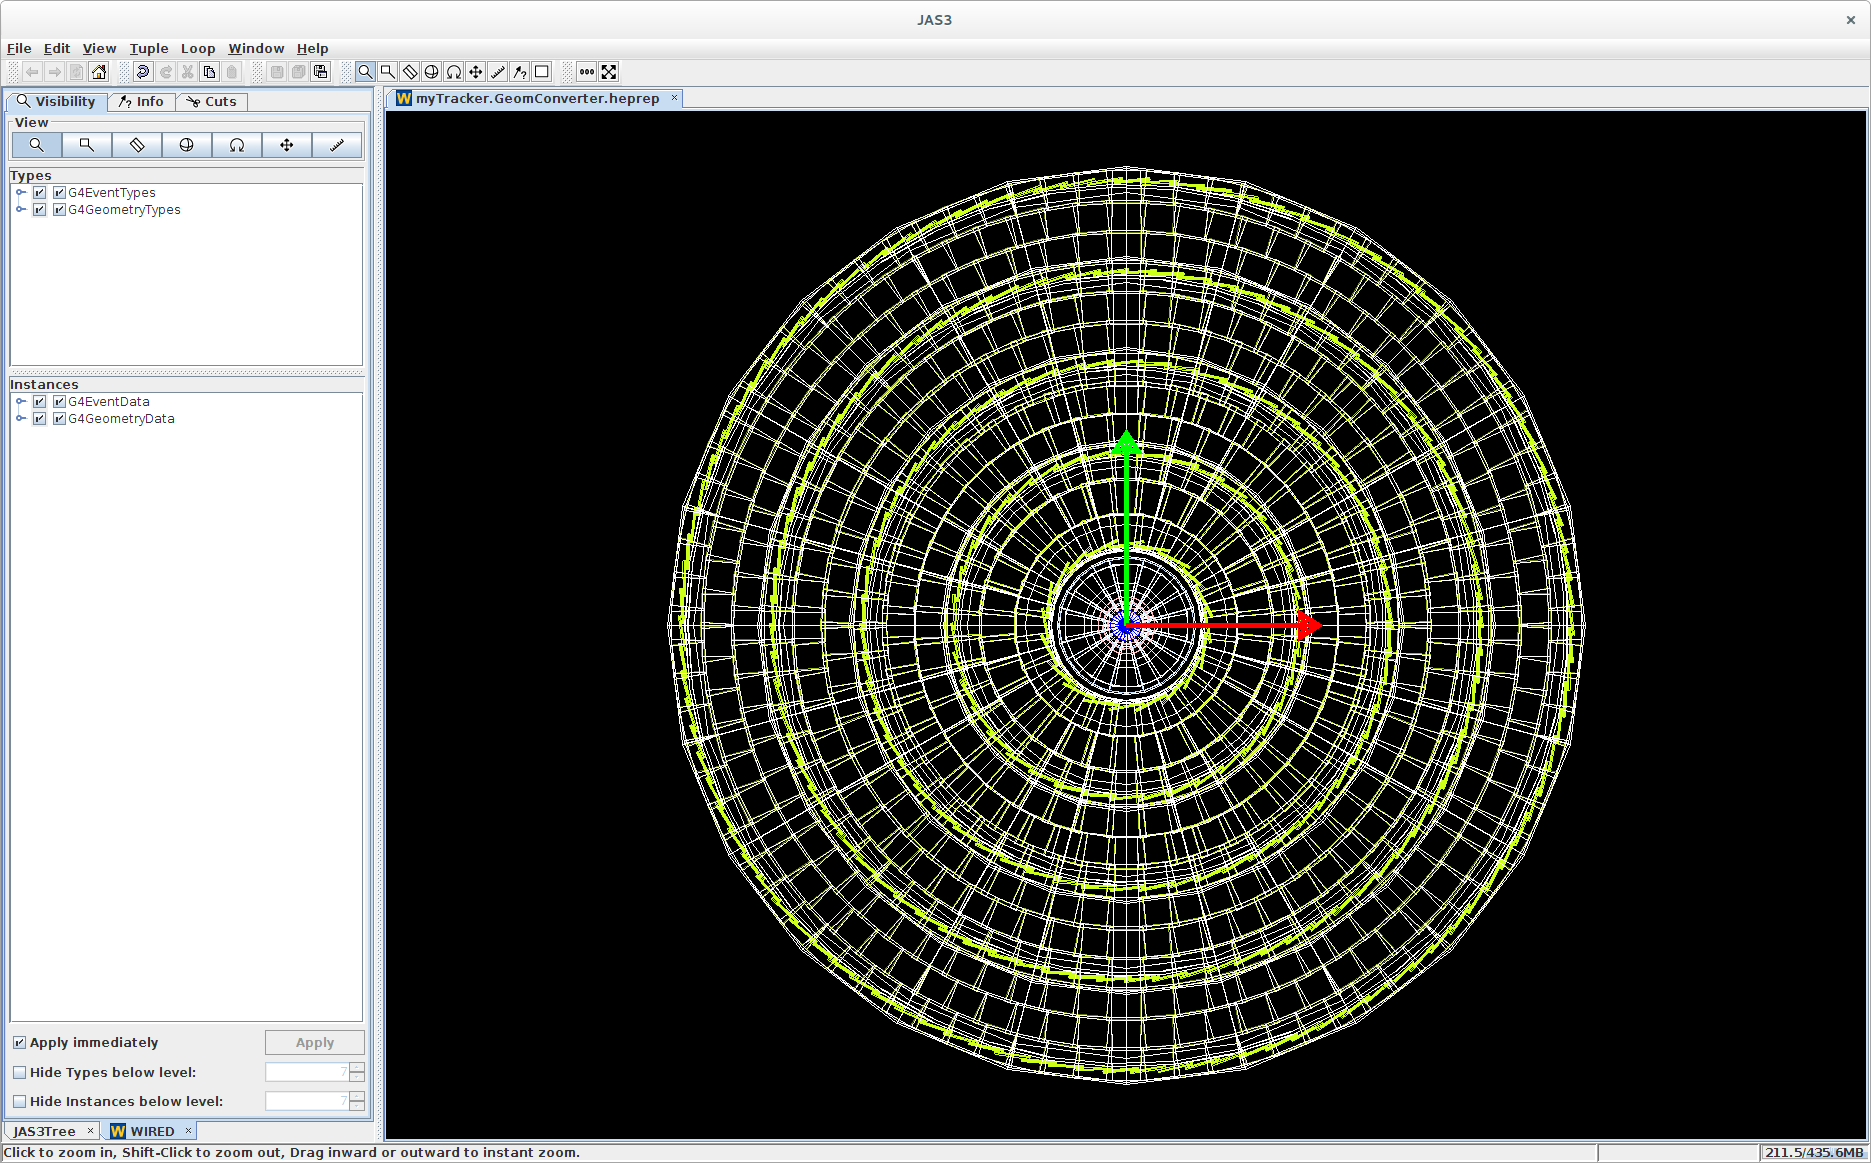 JAS3
File Edit View Tuple Loop Window Help
Visibility Info Cuts
myTracker.GeomConverter.heprep
View
Types
G4EventTypes
G4GeometryTypes
Instances
G4EventData
G4GeometryData
Apply immediately Apply
Hide Types below level: 7
Hide Instances below level: 7
JAS3Tree WIRED
Click to zoom in, Shift-Click to zoom out, Drag inward or outward to instant zoom. 211.5/435.6MB